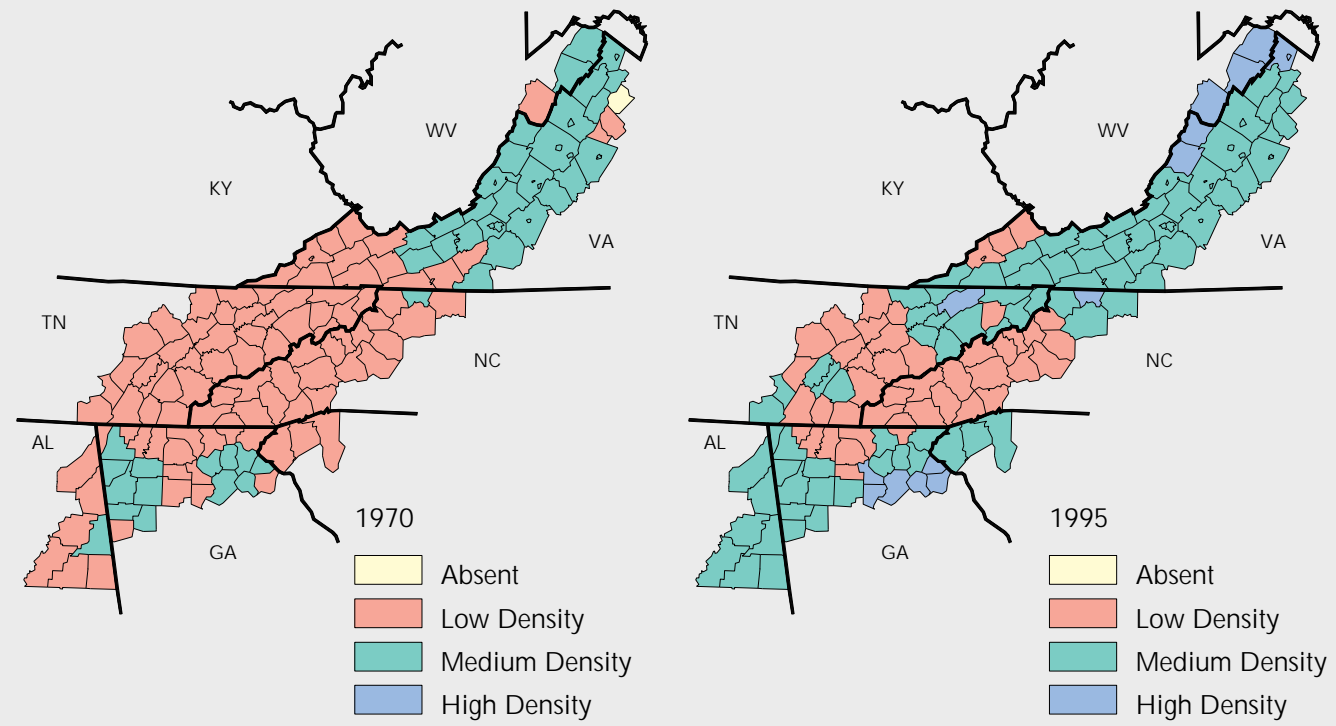 WV
KY
VA
TN
NC
AL
GA
1970
Absent
Low Density
Medium Density
High Density
WV
KY
VA
TN
NC
AL
GA
1995
Absent
Low Density
Medium Density
High Density